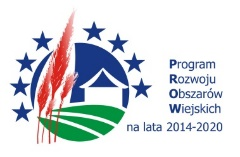 Program
Rozwoju
Obszarów
Wiejskich
na lata 2014-2020